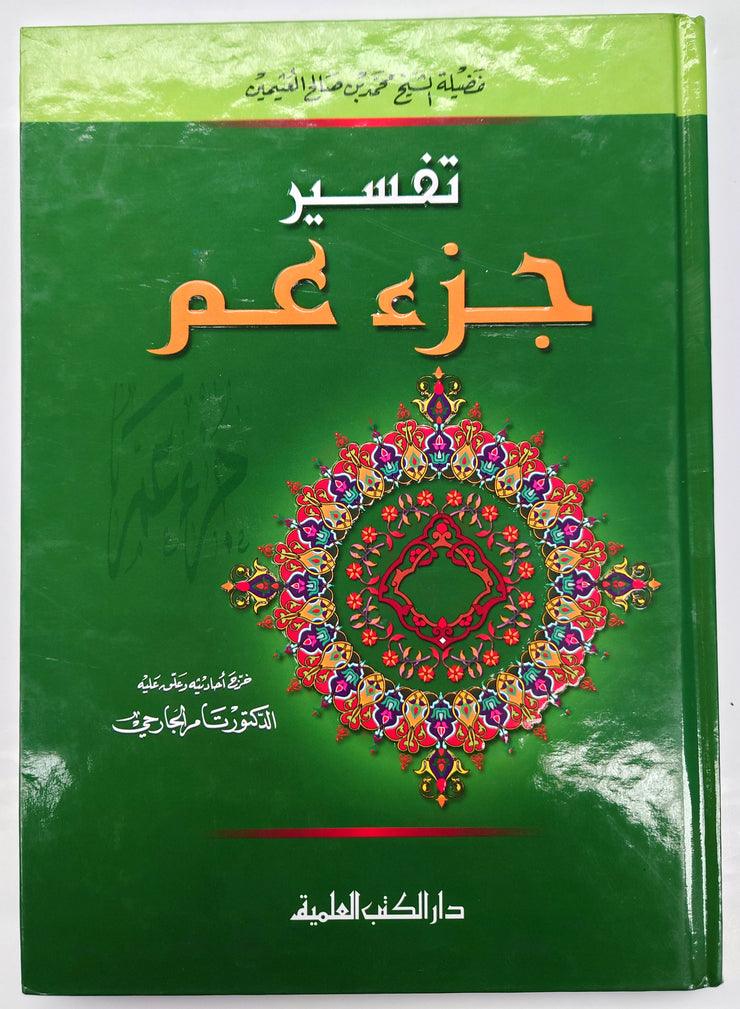 فضيلة الشيخ محمد بن صالح العثيمين
تفسير
جزء عم
خرج أحاديثه وعلق عليه
الدكتور تامر الجارحي
دار الكتب العلمية